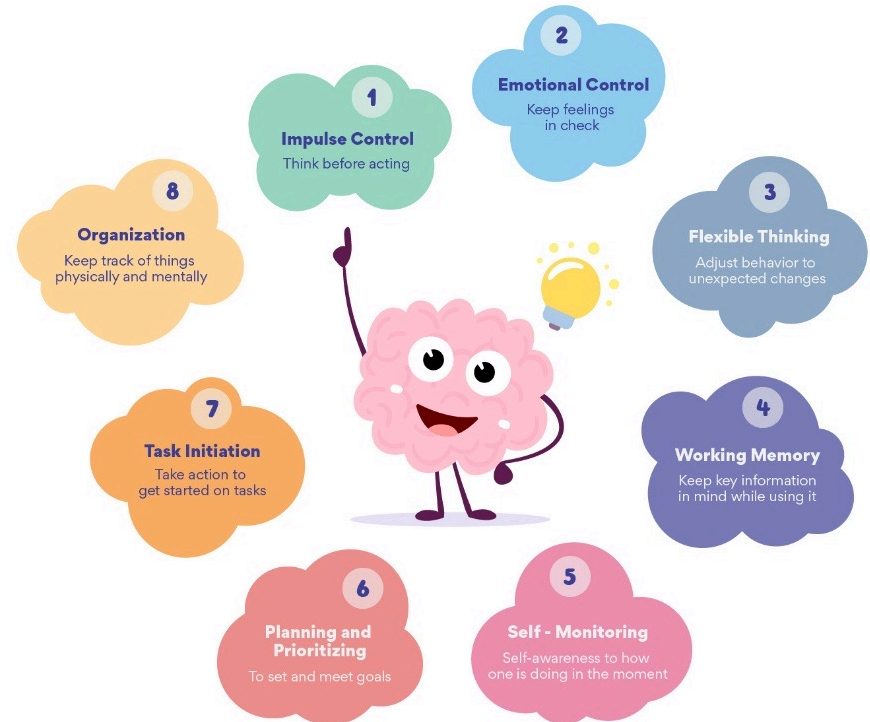 1
Impulse Control
Think before acting
2
Emotional Control
Keep feelings
in check
3
Flexible Thinking
Adjust behavior to
unexpected changes
4
Working Memory
Keep key information
in mind while using it
5
Self - Monitoring
Self-awareness to how
one is doing in the moment
6
Planning and
Prioritizing
To set and meet goals
7
Task Initiation
Take action to
get started on tasks
8
Organization
Keep track of things
physically and mentally